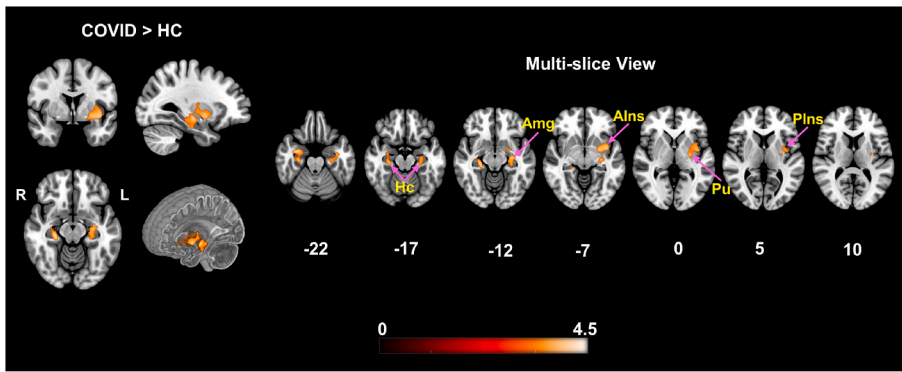 COVID > HC
Multi-slice View
R
L
Hc
Amg
AIns
Pu
PIns
-22
-17
-12
-7
0
5
10
0
4.5